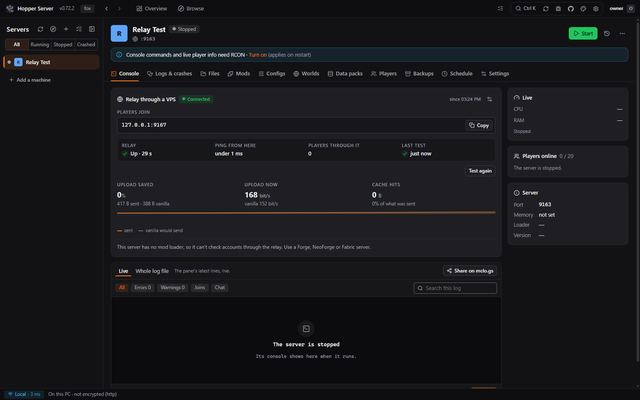 Hopper Server v0.72.2 fox
Overview Browse
Ctrl K
owner O
Servers
All Running Stopped Crashed
R Relay Test
+ Add a machine
R
Relay Test Stopped
:9163
Start
Console commands and live player info need RCON - Turn on (applies on restart)
Console Logs & crashes Files Mods Configs Worlds Data packs Players Backups Schedule Settings
Relay through a VPS Connected
since 03:24 PM
PLAYERS JOIN
127.0.0.1:9167
Copy
RELAY PING FROM HERE PLAYERS THROUGH IT LAST TEST
Up · 29 s under 1 ms 0 just now
Test again
UPLOAD SAVED UPLOAD NOW CACHE HITS
0% 168 bit/s 0 B
417 B sent · 388 B vanilla vanilla 152 bit/s 0% of what was sent
sent vanilla would send
This server has no mod loader, so it can't check accounts through the relay. Use a Forge, NeoForge or Fabric server.
Live
CPU —
RAM —
Stopped
Players online 0 / 20
The server is stopped.
Server
Port 9163
Memory not set
Loader —
Version —
Live Whole log file The panel's latest lines, live.
Share on mclo.gs
All Errors 0 Warnings 0 Joins Chat
Search this log
The server is stopped
Its console shows here when it runs.
Local · 3 ms On this PC · not encrypted (http)